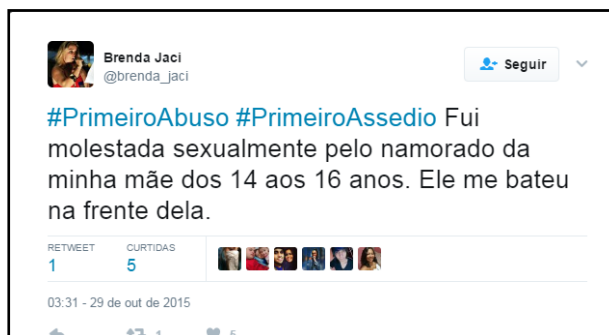 Brenda Jaci
@brenda_jaci
Seguir
#PrimeiroAbuso #PrimeiroAssedio Fui
molestada sexualmente pelo namorado da
minha mãe dos 14 aos 16 anos. Ele me bateu
na frente dela.
RETWEET CURTIDAS
1 5
03:31 - 29 de out de 2015
1 5